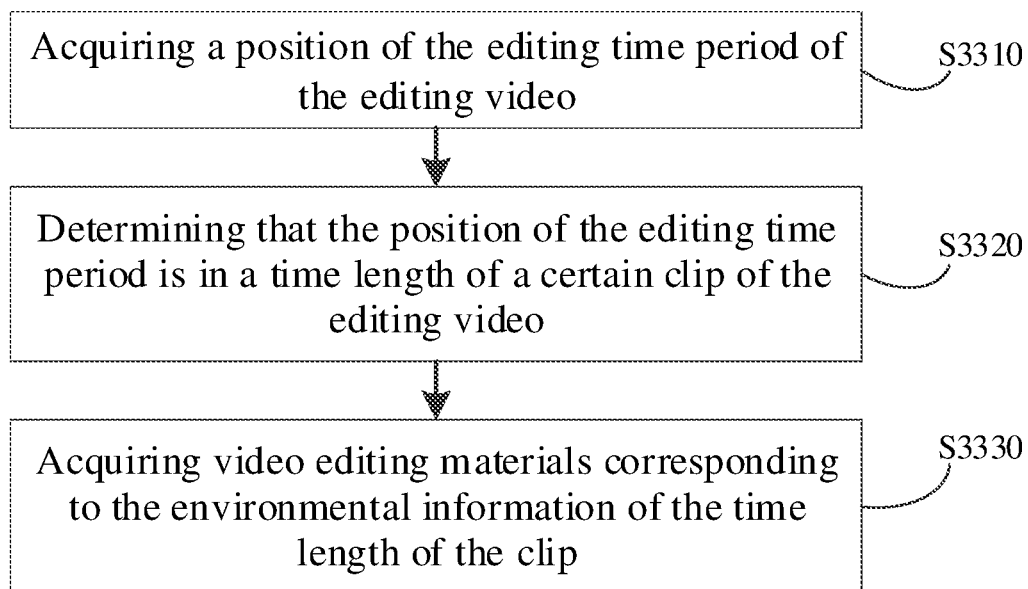 Acquiring a position of the editing time period of
the editing video
S3310
Determining that the position of the editing time
period is in a time length of a certain clip of the
editing video
S3320
Acquiring video editing materials corresponding
to the environmental information of the time
length of the clip
S3330